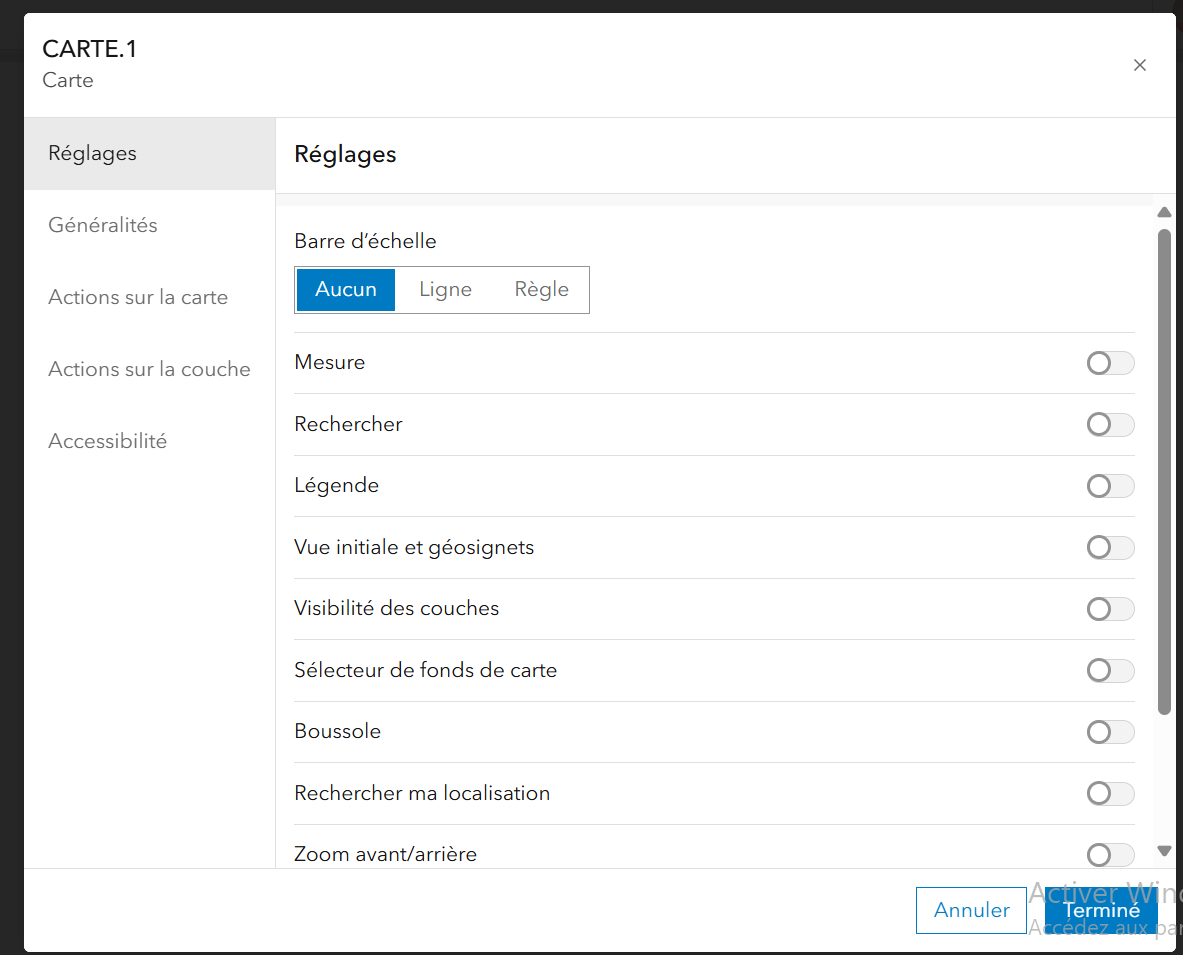 CARTE.1
Carte
Réglages
Généralités
Actions sur la carte
Actions sur la couche
Accessibilité
Réglages
Barre d’échelle
Aucun Ligne Règle
Mesure
Rechercher
Légende
Vue initiale et géosignets
Visibilité des couches
Sélecteur de fonds de carte
Boussole
Rechercher ma localisation
Zoom avant/arrière
Annuler
Terminé
Activer
Accédez aux